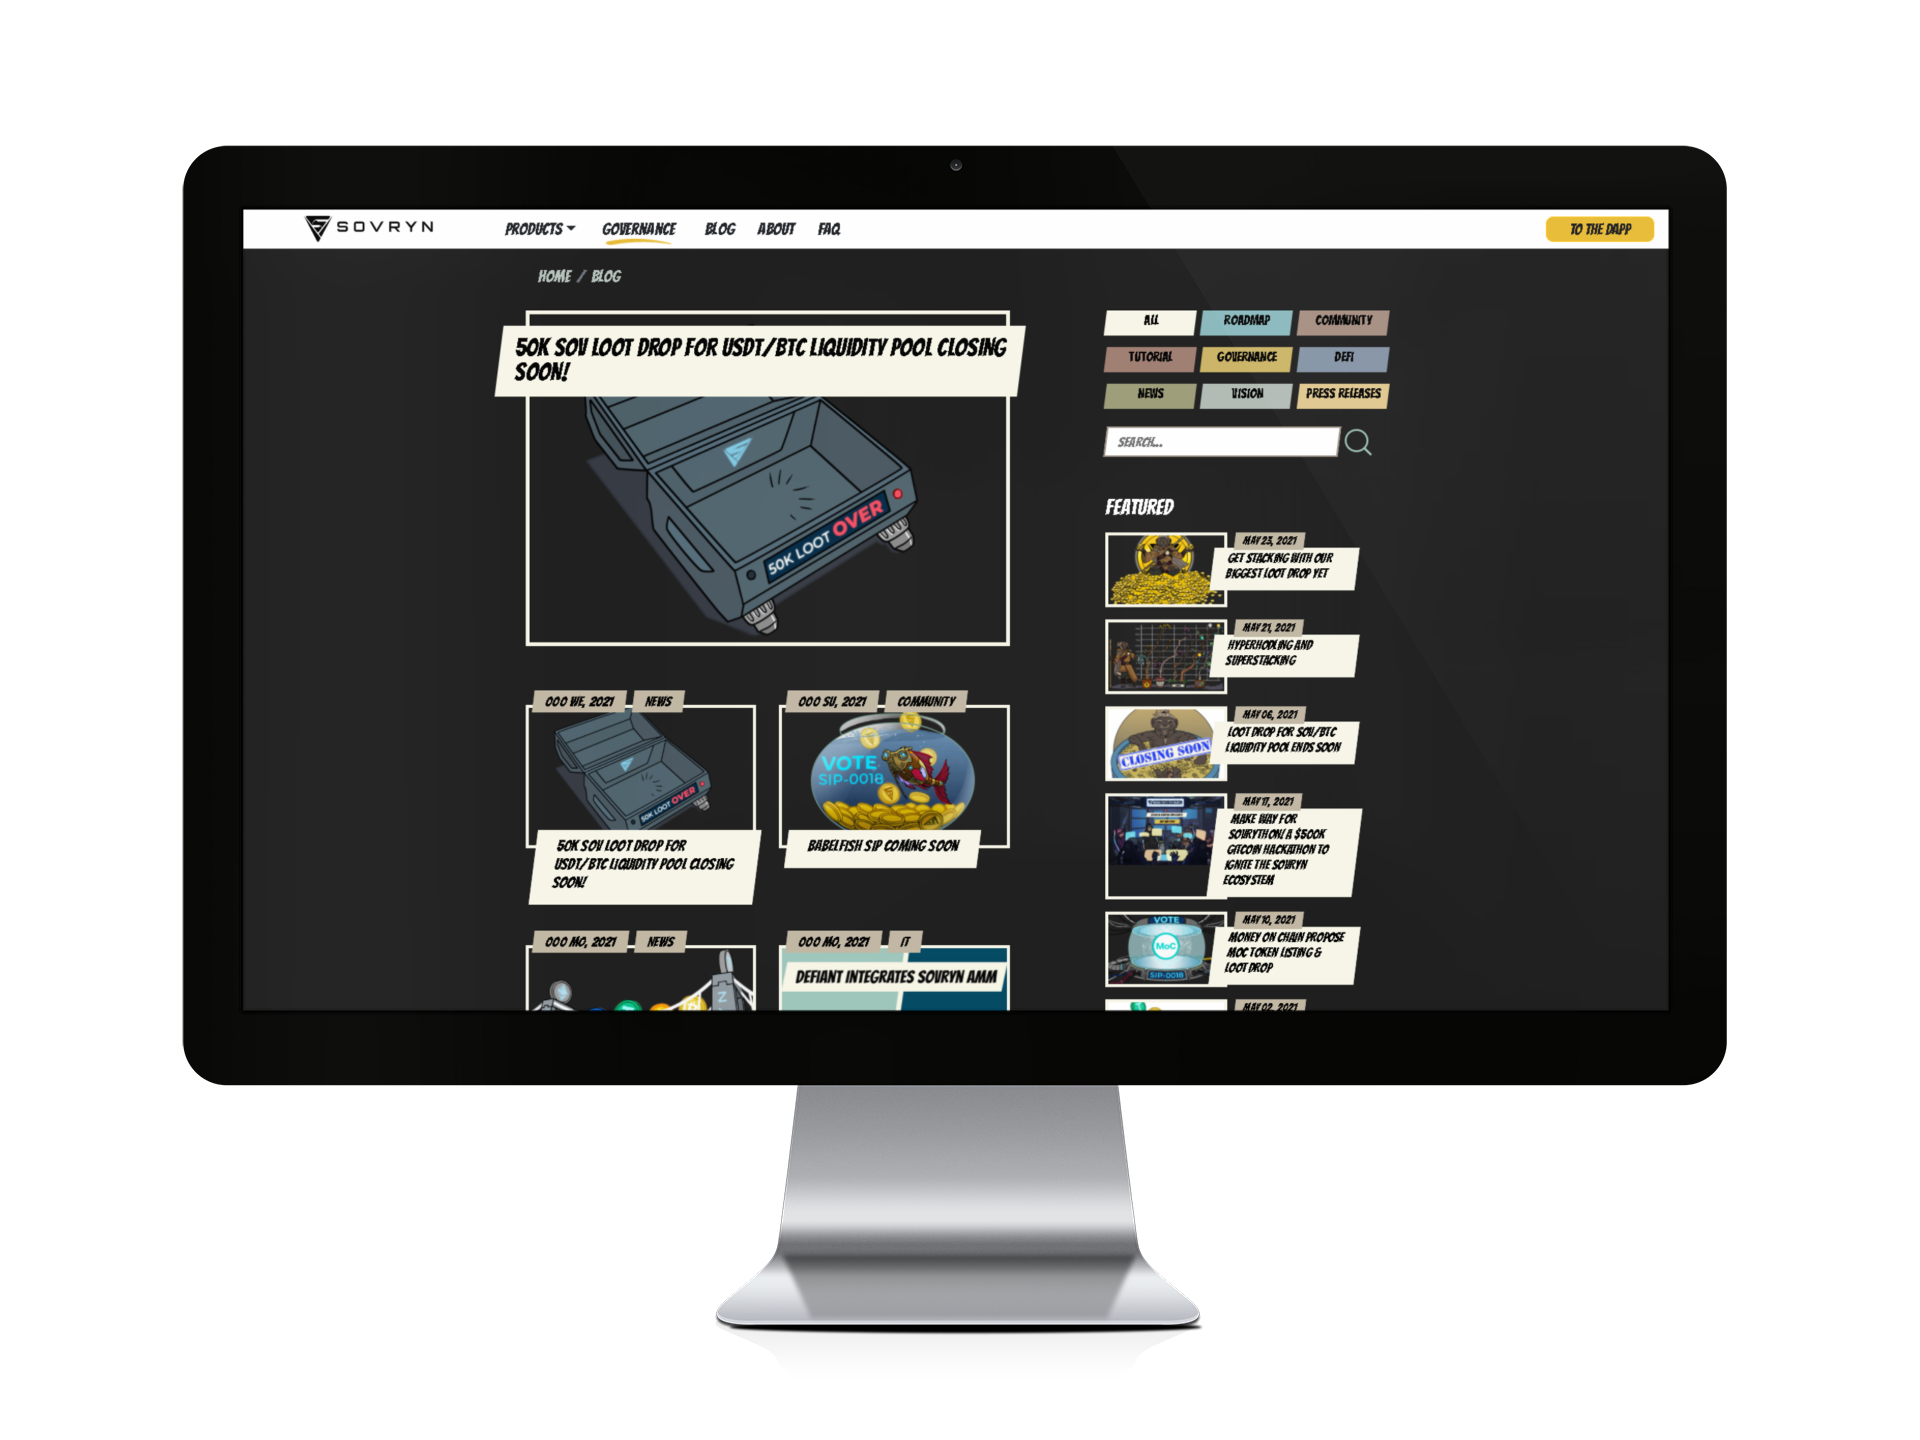 SOVRYN
PRODUCTS
GOVERNANCE
BLOG
ABOUT
FAQ
TO THE DAPP
HOME / BLOG
50K SOV LOOT DROP FOR USDT/BTC LIQUIDITY POOL CLOSING
SOON!
50K LOOT OVER
000 WE, 2021
NEWS
50K LOOT OVER
50K SOV LOOT DROP FOR
USDT/BTC LIQUIDITY POOL CLOSING
SOON!
000 SU, 2021
COMMUNITY
VOTE
SIP-0018
BABELFISH SIP COMING SOON
000 MO, 2021
NEWS
Z
000 MO, 2021
IT
DEFIANT INTEGRATES SOVRYN AMM
ALL
ROADMAP
COMMUNITY
TUTORIAL
GOVERNANCE
DEFI
NEWS
VISION
PRESS RELEASES
SEARCH...
FEATURED
MAY 23, 2021
GET STACKING WITH OUR
BIGGEST LOOT DROP YET
MAY 21, 2021
HYPERHODLING AND
SUPERSTACKING
CLOSING SOON
MAY 06, 2021
LOOT DROP FOR SOV/BTC
LIQUIDITY POOL ENDS SOON
MAY 17, 2021
MAKE WAY FOR
SOVRYTHON! A $500K
GITCOIN HACKATHON TO
IGNITE THE SOVRYN
ECOSYSTEM
VOTE
MoC
SIP-0018
MAY 10, 2021
MONEY ON CHAIN PROPOSE
MOC TOKEN LISTING &
LOOT DROP
MAY 02, 2021